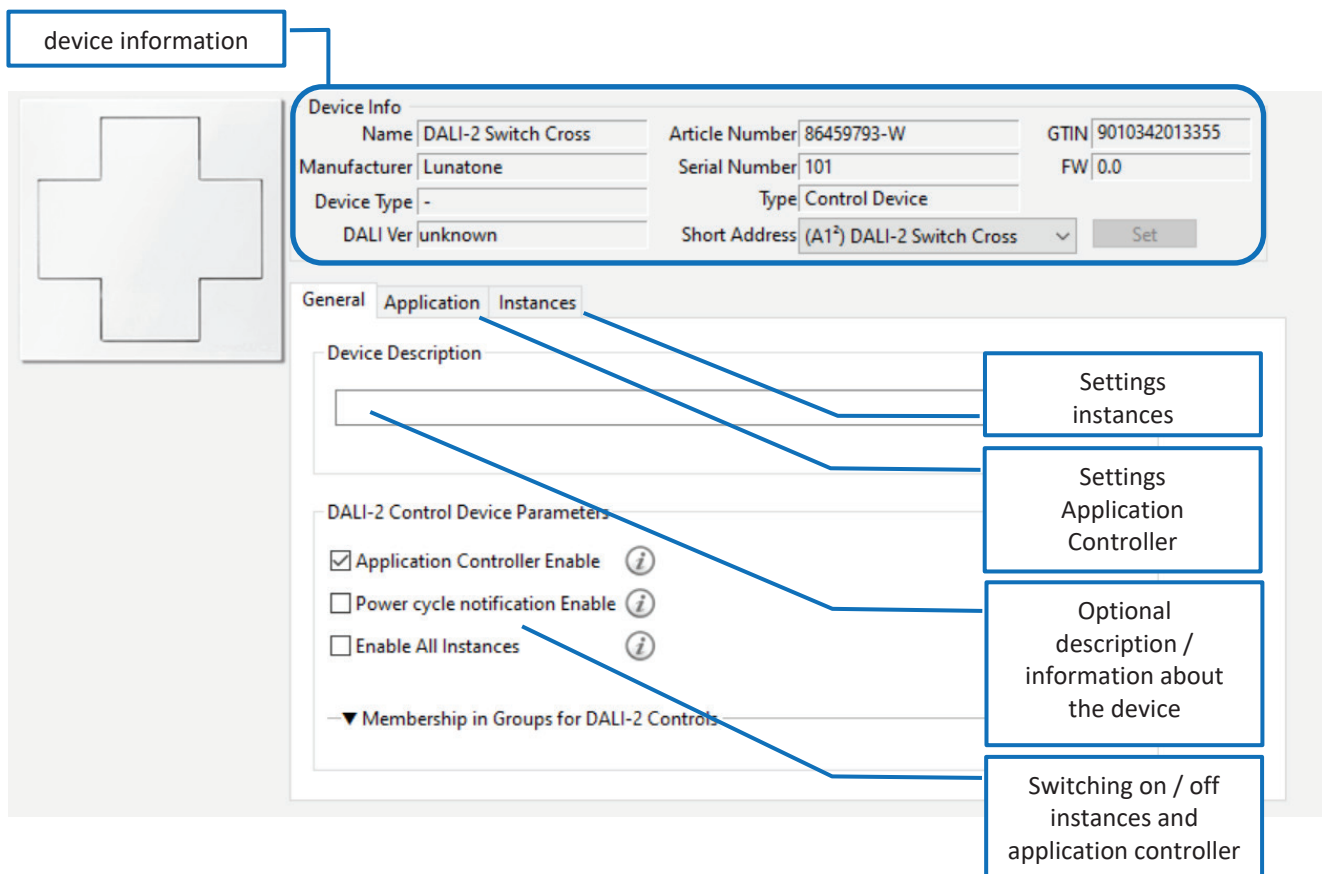 device information
Device Info
Name DALI-2 Switch Cross Article Number 86459793-W GTIN 9010342013355
Manufacturer Lunatone Serial Number 101 FW 0.0
Device Type - Type Control Device
DALI Ver unknown Short Address (A1²) DALI-2 Switch Cross Set
General Application Instances
Device Description
Settings
instances
Settings
Application
Controller
DALI-2 Control Device Parameters
Application Controller Enable i
Power cycle notification Enable i
Enable All Instances i
Optional
description /
information about
the device
▼ Membership in Groups for DALI-2 Controls
Switching on / off
instances and
application controller